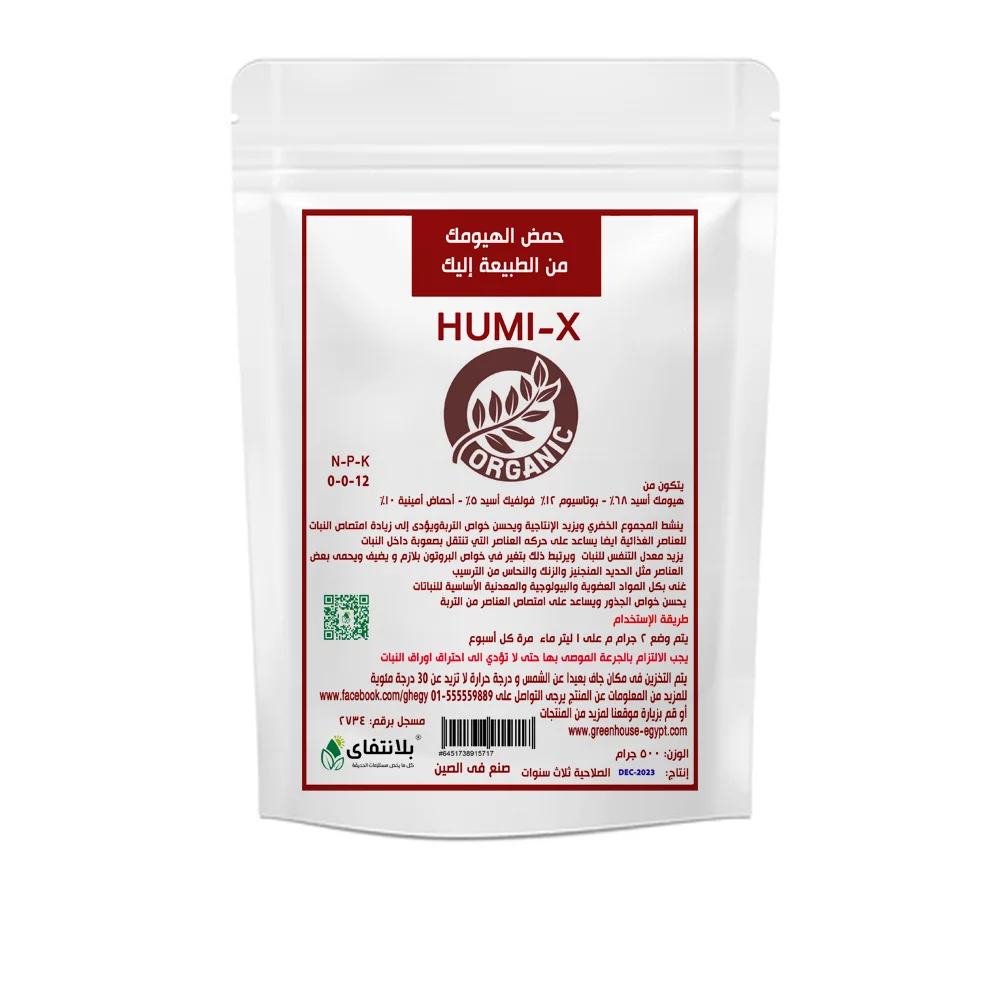 حمض الهيومك
من الطبيعة إليك
HUMI-X
ORGANIC
N-P-K
0-0-12
يتكون من
هيومك أسيد ٦٨٪ - بوتاسيوم ١٢٪ فولفيك أسيد ٥٪ - أحماض أمينية ١٠٪
ينشط المجموع الخضري ويزيد الإنتاجية ويحسن خواص التربةويؤدى إلى زيادة امتصاص النبات
للعناصر الغذائية ايضا يساعد على حركه العناصر التي تنتقل بصعوبة داخل النبات
يزيد معدل التنفس للنبات ويرتبط ذلك بتغير في خواص البروتون بلازم و يضيف ويحمى بعض
العناصر مثل الحديد المنجنيز والزنك والنحاس من الترسيب
غنى بكل المواد العضوية والبيولوجية والمعدنية الأساسية للنباتات
يحسن خواص الجذور ويساعد على امتصاص العناصر من التربة
طريقة الإستخدام
يتم وضع ٢ جرام م على ١ ليتر ماء مرة كل أسبوع
يجب الالتزام بالجرعة الموصى بها حتى لا تؤدي الى احتراق اوراق النبات
يتم التخزين فى مكان جاف بعيدا عن الشمس و درجة حرارة لا تزيد عن 30 درجة مئوية
للمزيد من المعلومات عن المنتج يرجى التواصل على 01-555559889 www.facebook.com/ghegy
أو قم بزيارة موقعنا لمزيد من المنتجات
www.greenhouse-egypt.com
مسجل برقم: ٢٧٣٤
#6451738915717
بلانتفاى®
كل ما يخص مستلزمات الحديقة
صنع فى الصين
الوزن: ٥٠٠ جرام
إنتاج: DEC-2023 الصلاحية ثلاث سنوات